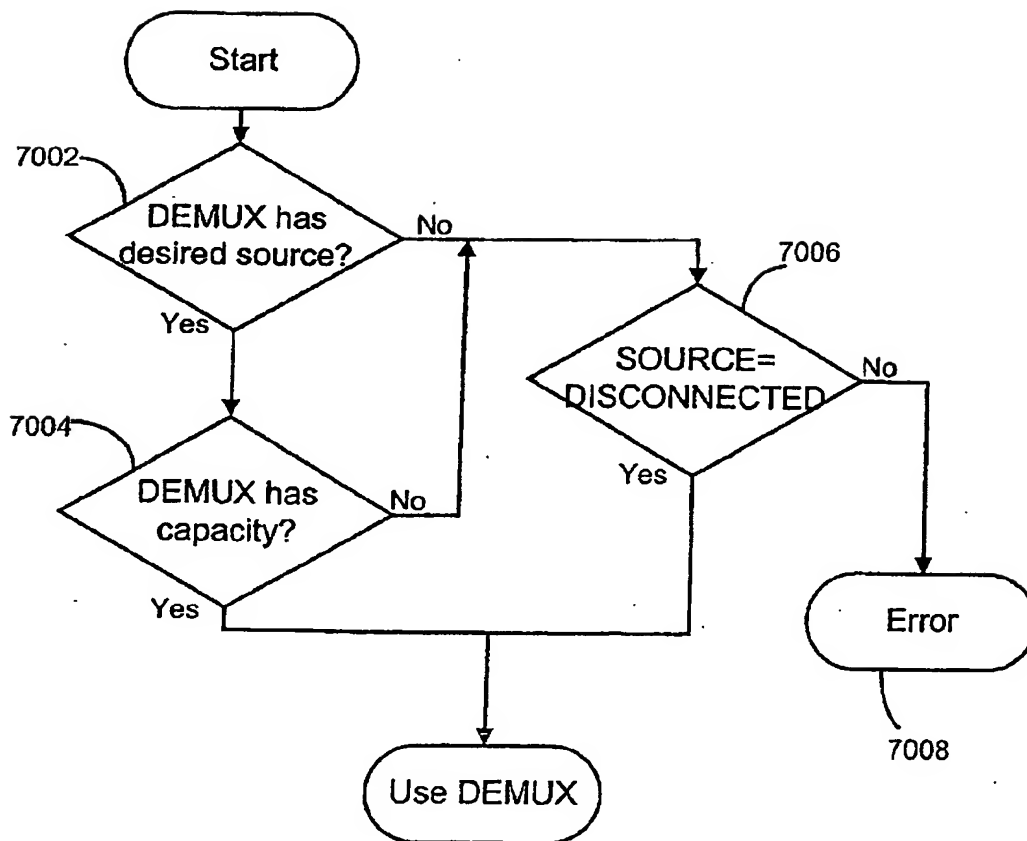 Start
7002
DEMUX has
desired source?
No
Yes
7006
SOURCE=
DISCONNECTED
No
Yes
7004
DEMUX has
capacity?
No
Yes
Error
7008
Use DEMUX